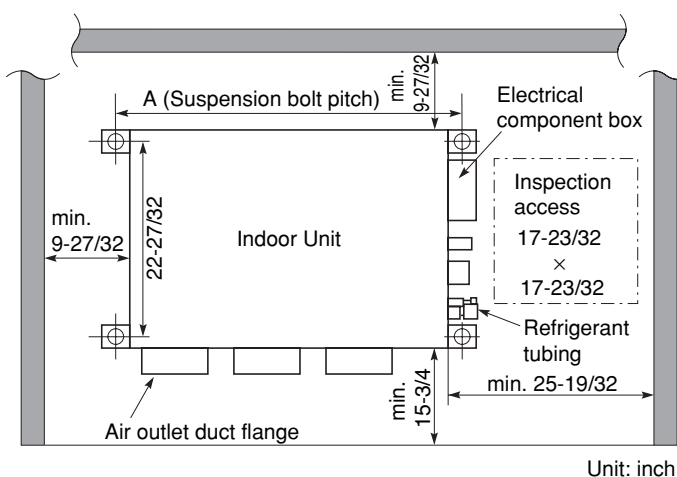 A (Suspension bolt pitch)
min.
9-27/32
Electrical
component box
Inspection
access
17-23/32
×
17-23/32
min.
9-27/32
22-27/32
Indoor Unit
Refrigerant
tubing
min.
15-3/4
min. 25-19/32
Air outlet duct flange
Unit: inch